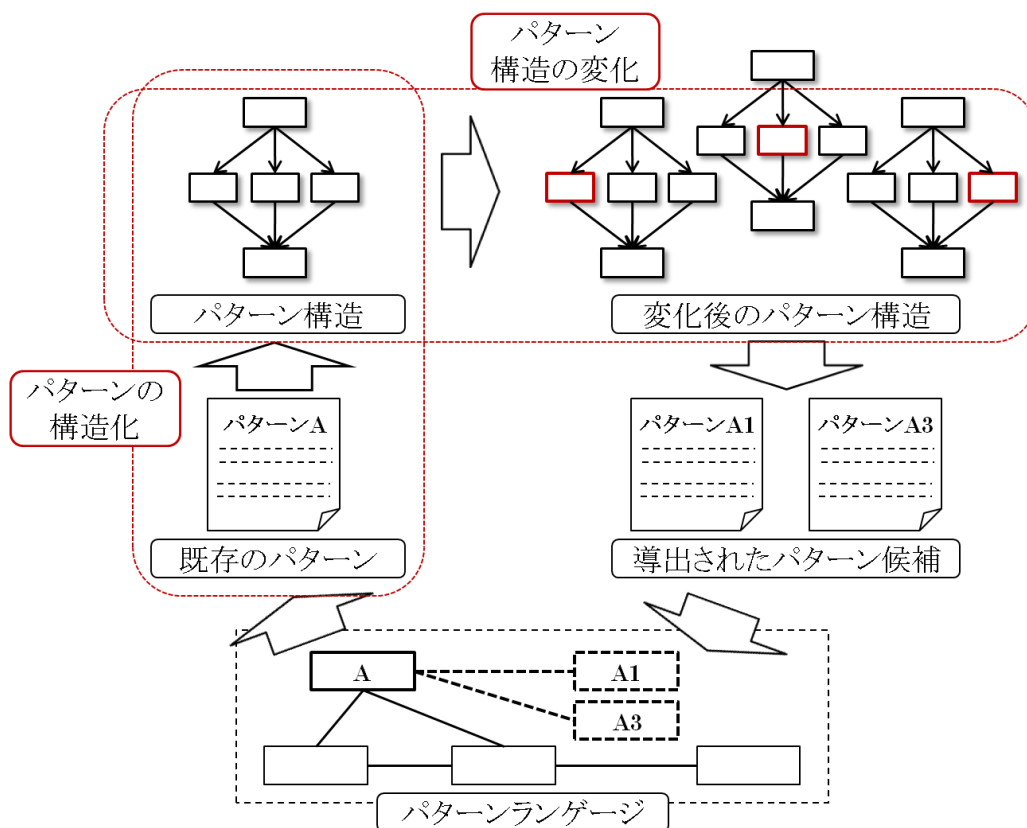 パターン
構造の変化
パターン構造
変化後のパターン構造
パターンの
構造化
パターンA
パターンA1
パターンA3
既存のパターン
導出されたパターン候補
A
A1
A3
パターンランゲージ